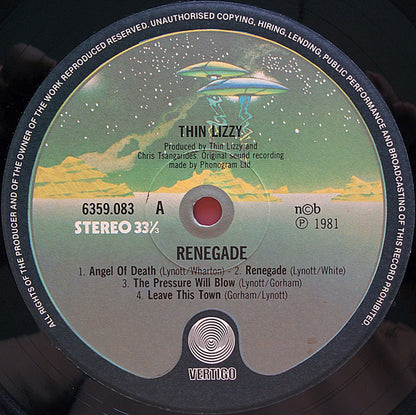 ALL RIGHTS OF THE PRODUCER AND OF THE OWNER OF THE WORK REPRODUCED RESERVED. UNAUTHORISED COPYING, HIRING, LENDING, PUBLIC PERFORMANCE AND BROADCASTING OF THIS RECORD PROHIBITED.
THIN LIZZY
Produced by Thin Lizzy and
Chris Tsangarides. Original sound recording
made by Phonogram Ltd
6359.083 A
n©b
STEREO 33⅓
℗ 1981
RENEGADE
1. Angel Of Death (Lynott/Wharton) - 2. Renegade (Lynott/White)
3. The Pressure Will Blow (Lynott/Gorham)
4. Leave This Town (Gorham/Lynott)
VERTIGO